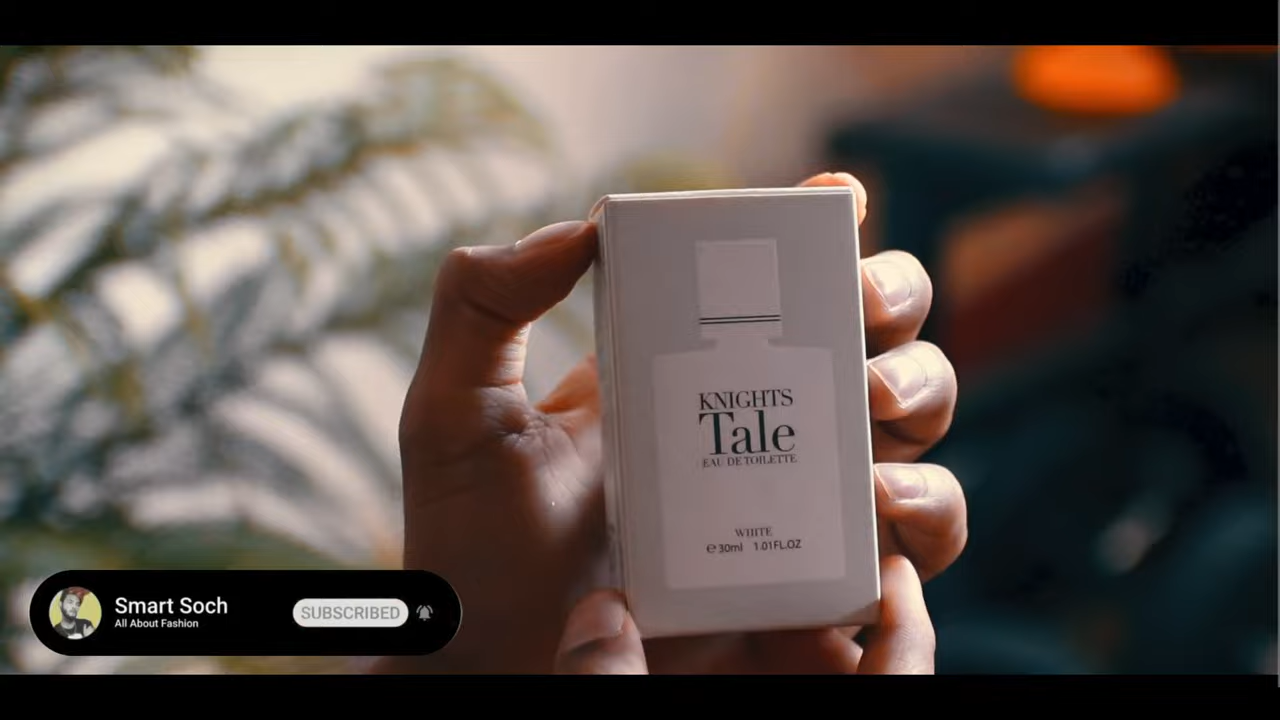 KNIGHTS
Tale
EAU DE TOILETTE
WHITE
℮ 30ml 1.01FL.OZ
Smart Soch
All About Fashion
SUBSCRIBED